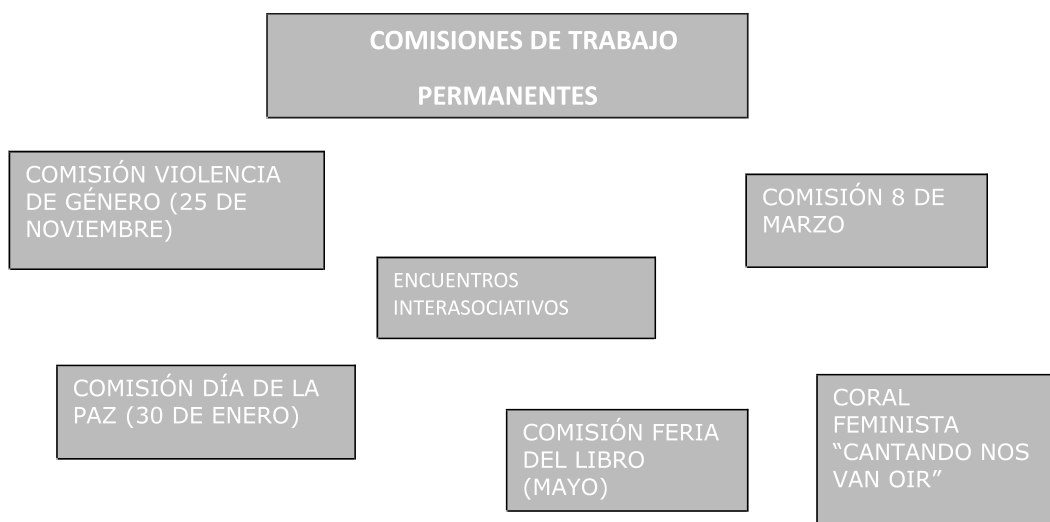 COMISIONES DE TRABAJO
PERMANENTES
COMISIÓN VIOLENCIA
DE GÉNERO (25 DE
NOVIEMBRE)
COMISIÓN 8 DE
MARZO
ENCUENTROS
INTERASOCIATIVOS
COMISIÓN DÍA DE LA
PAZ (30 DE ENERO)
COMISIÓN FERIA
DEL LIBRO
(MAYO)
CORAL
FEMINISTA
“CANTANDO NOS
VAN OIR”